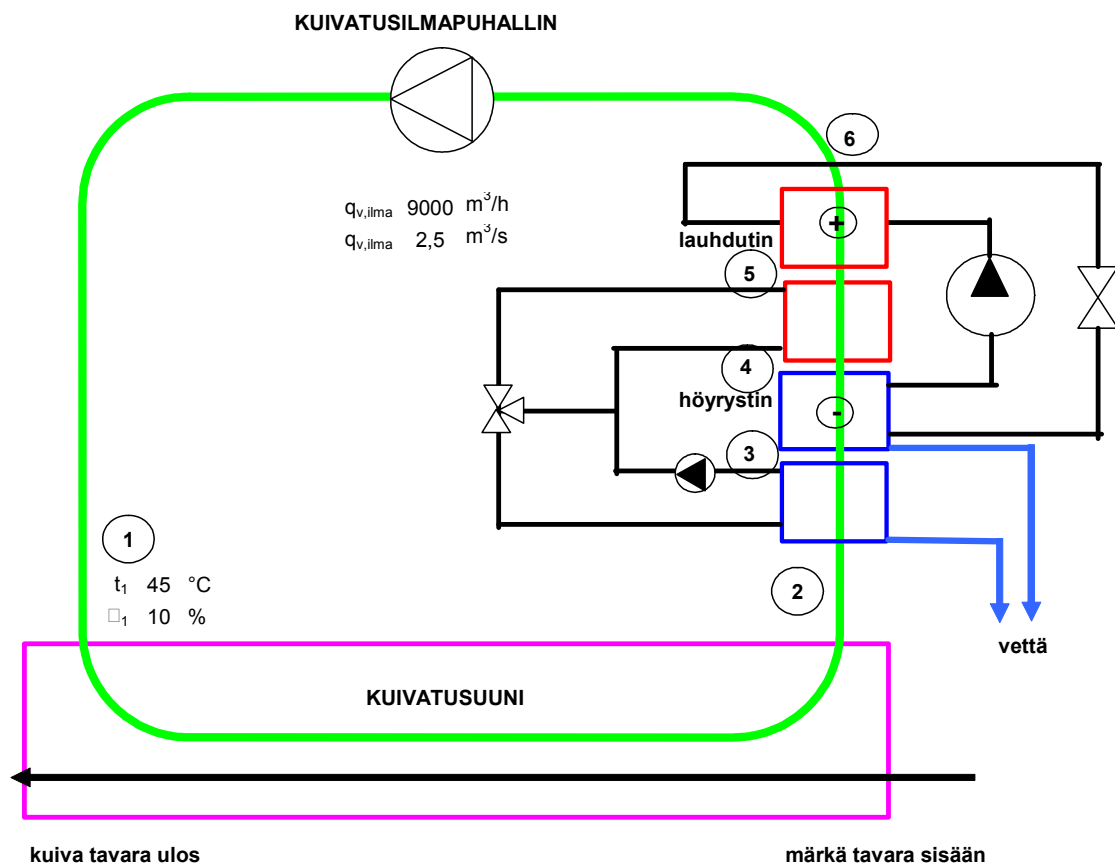 KUIVATUSILMAPUHALLIN
6
qv,ilma 9000 m³/h
qv,ilma 2,5 m³/s
+
lauhdutin
5
4
höyrystin
-
3
1
t1 45 °C
□1 10 %
2
vettä
KUIVATUSUUNI
kuiva tavara ulos
märkä tavara sisään